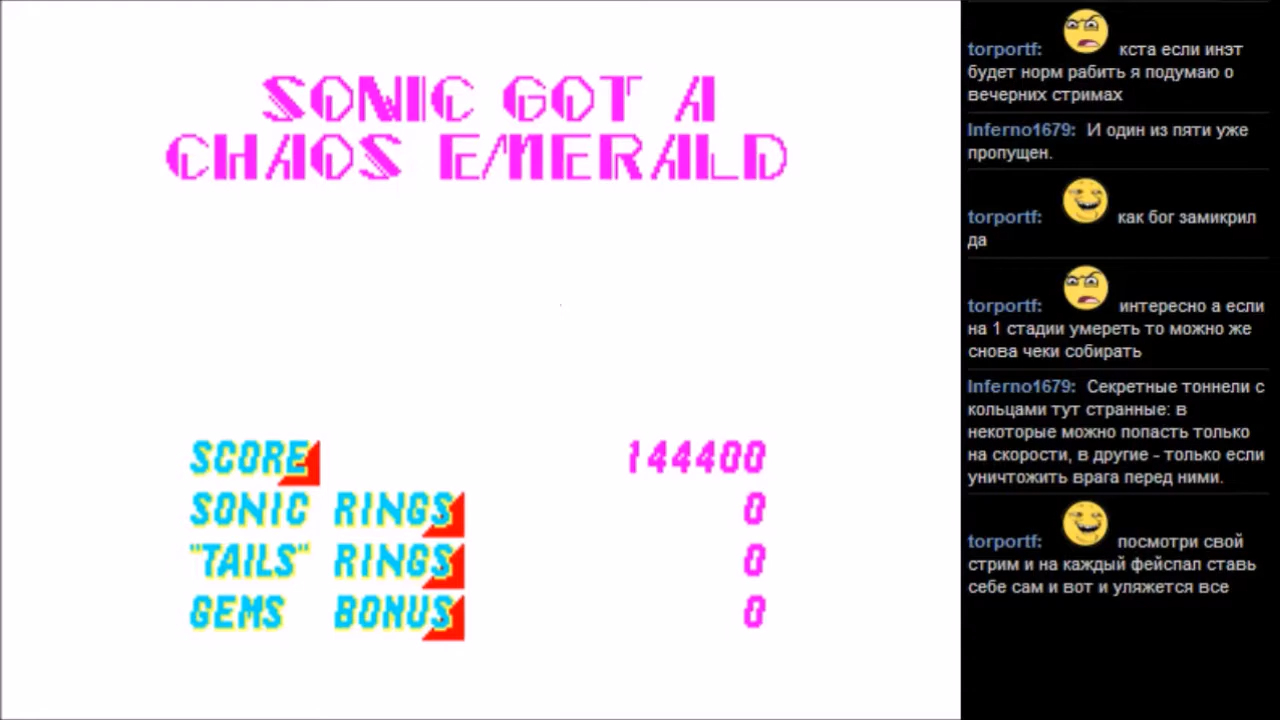 SONIC GOT A
CHAOS EMERALD
SCORE 144400
SONIC RINGS 0
"TAILS" RINGS 0
GEMS BONUS 0
torportf: кста если инэт
будет норм рабить я подумаю о
вечерних стримах
Inferno1679: И один из пяти уже
пропущен.
torportf: как бог замикрил
да
torportf: интересно а если
на 1 стадии умереть то можно же
снова чеки собирать
Inferno1679: Секретные тоннели с
кольцами тут странные: в
некоторые можно попасть только
на скорости, в другие - только если
уничтожить врага перед ними.
torportf: посмотри свой
стрим и на каждый фейспал ставь
себе сам и вот и уляжется все